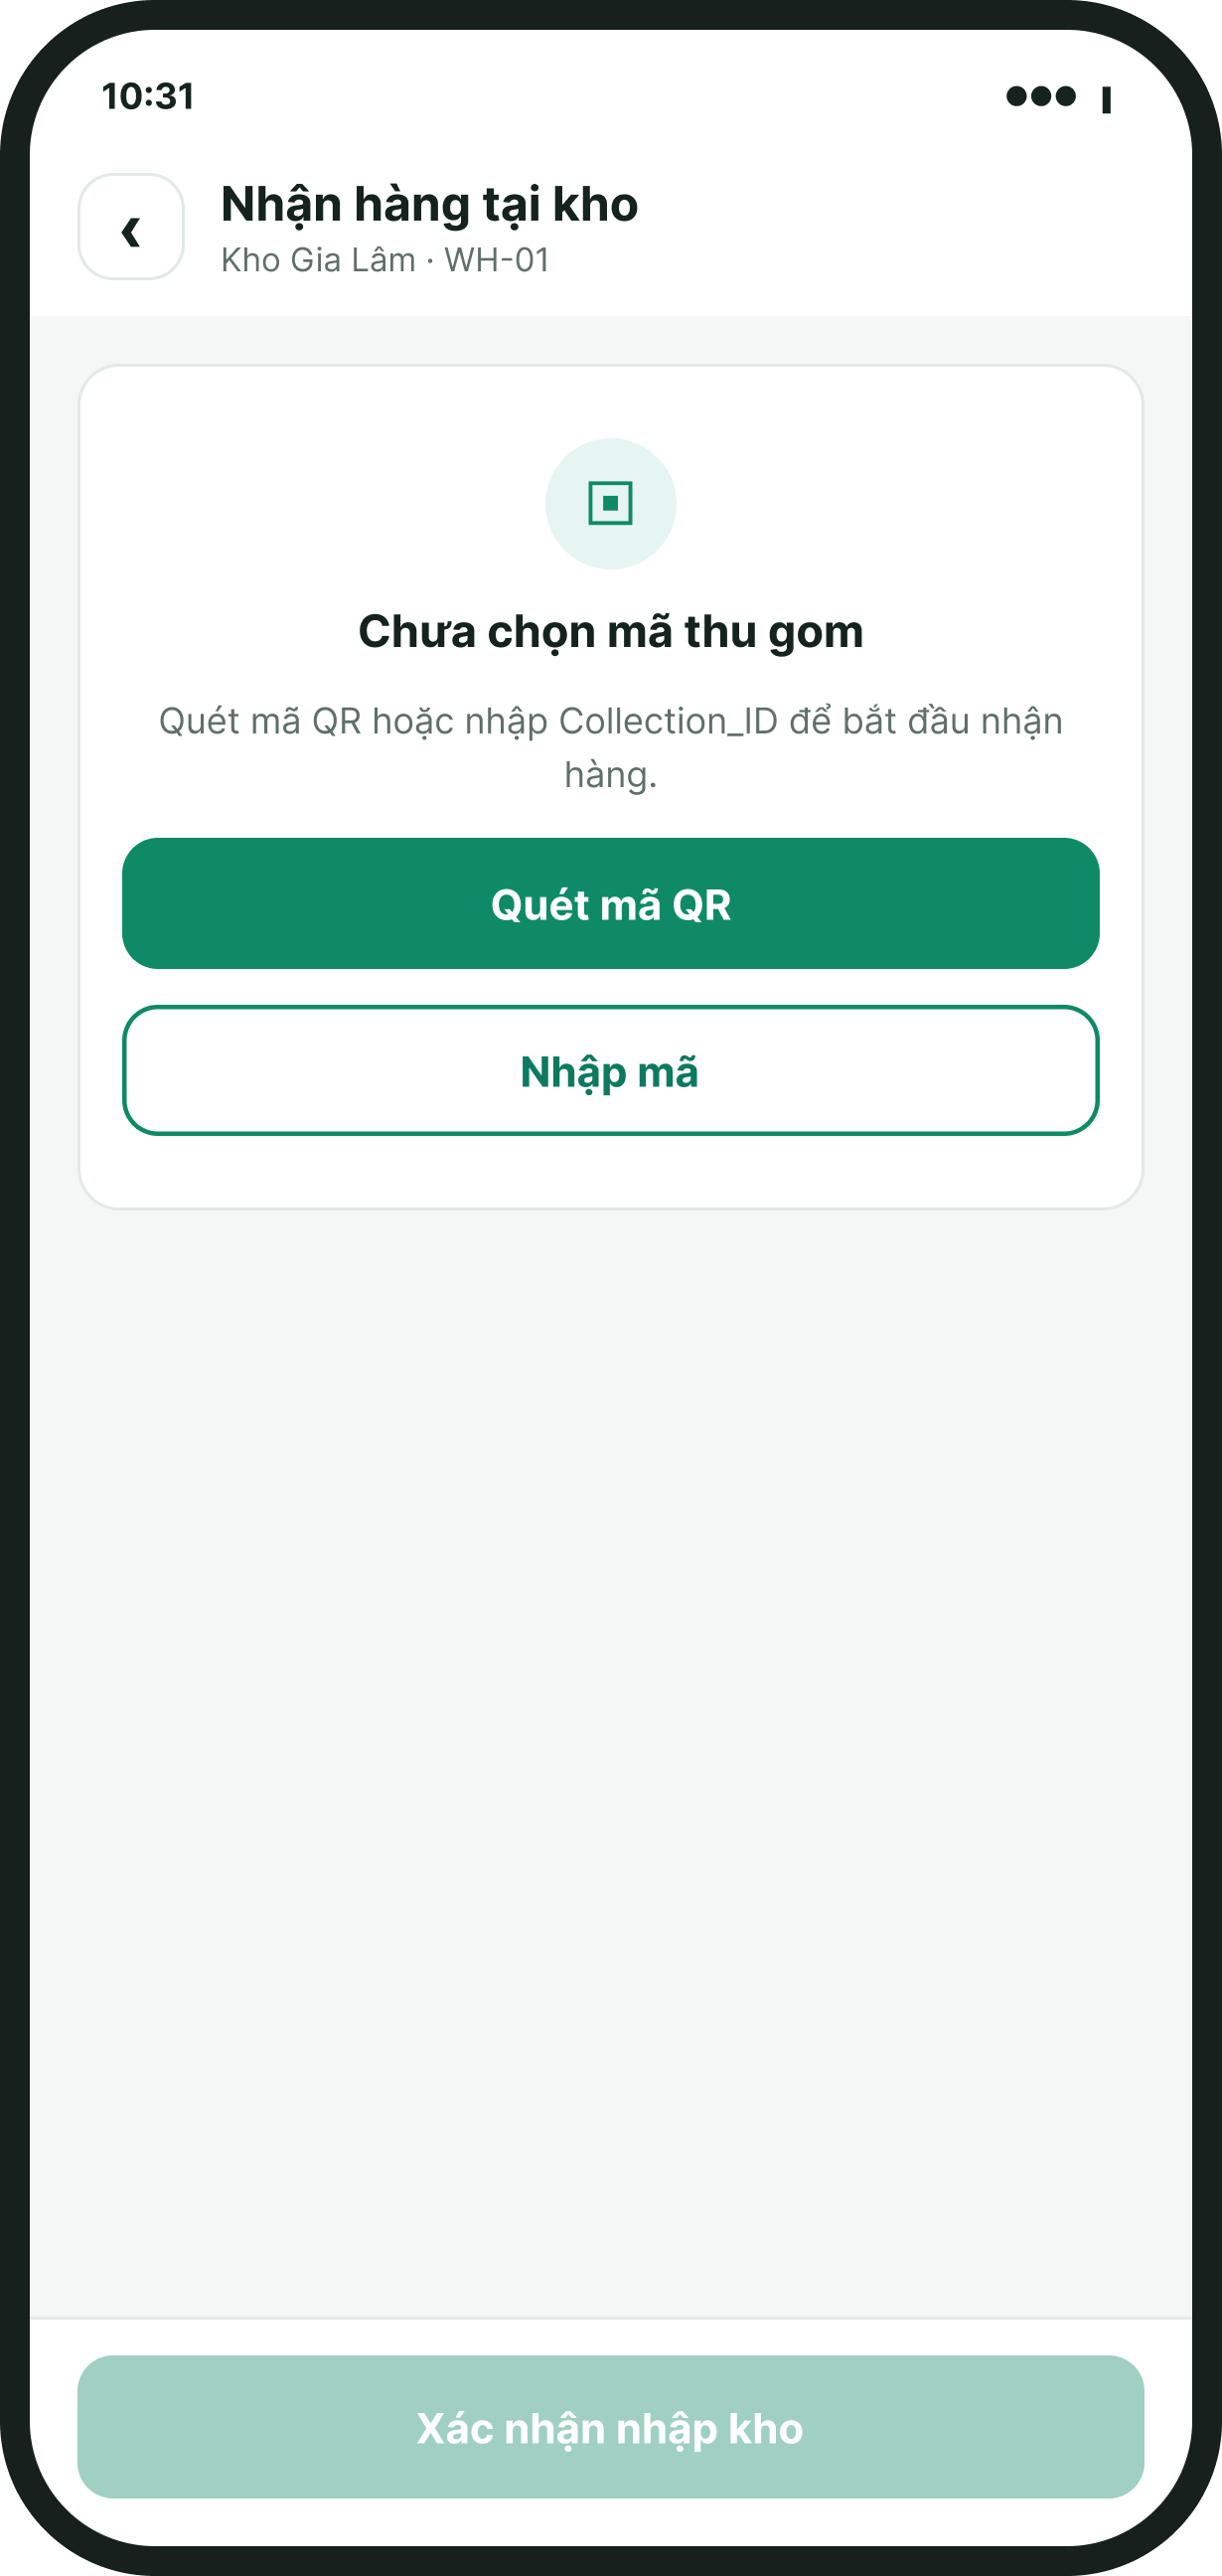 10:31
Nhận hàng tại kho
Kho Gia Lâm · WH-01
Chưa chọn mã thu gom
Quét mã QR hoặc nhập Collection_ID để bắt đầu nhận
hàng.
Quét mã QR
Nhập mã
Xác nhận nhập kho